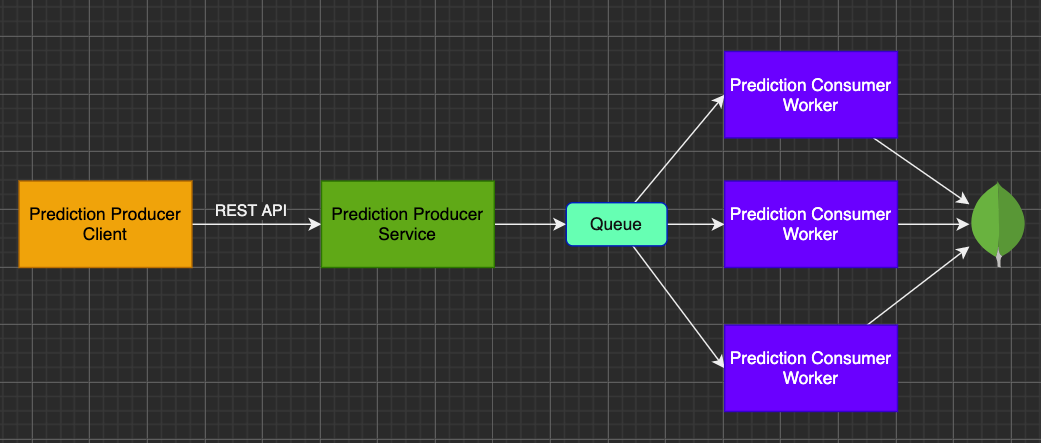 Prediction Producer
Client
REST API
Prediction Producer
Service
Queue
Prediction Consumer
Worker
Prediction Consumer
Worker
Prediction Consumer
Worker